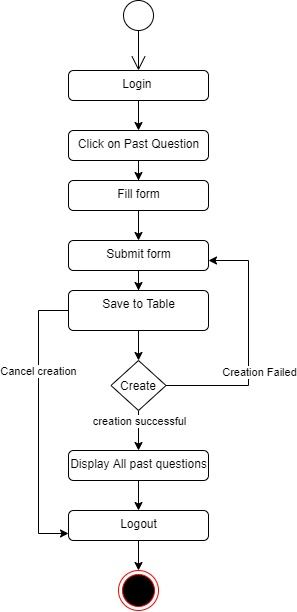 Login
Click on Past Question
Fill form
Submit form
Save to Table
Cancel creation
Creation Failed
Create
creation successful
Display All past questions
Logout